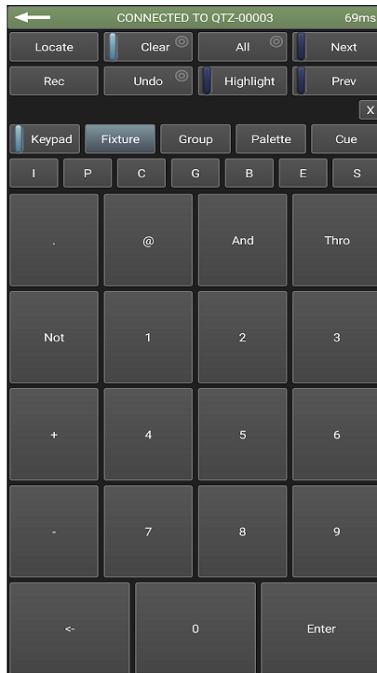 CONNECTED TO QTZ-00003 69ms
Locate Clear All Next
Rec Undo Highlight Prev
X
Keypad Fixture Group Palette Cue
I P C G B E S
. @ And Thro
Not 1 2 3
+ 4 5 6
- 7 8 9
<- 0 Enter